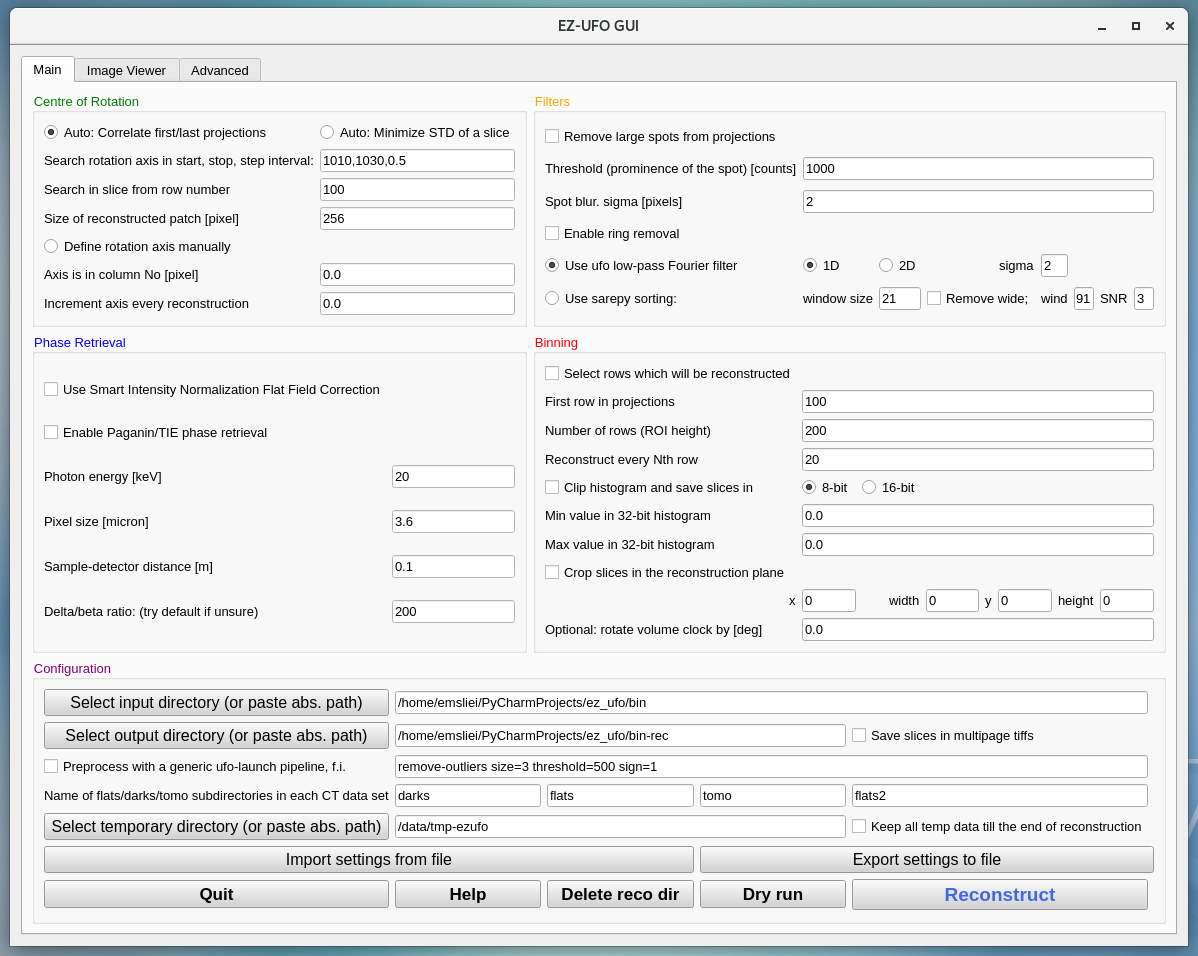 EZ-UFO GUI
Main Image Viewer Advanced
Centre of Rotation
Auto: Correlate first/last projections Auto: Minimize STD of a slice
Search rotation axis in start, stop, step interval: 1010,1030,0.5
Search in slice from row number 100
Size of reconstructed patch [pixel] 256
Define rotation axis manually
Axis is in column No [pixel] 0.0
Increment axis every reconstruction 0.0
Filters
Remove large spots from projections
Threshold (prominence of the spot) [counts] 1000
Spot blur. sigma [pixels] 2
Enable ring removal
Use ufo low-pass Fourier filter 1D 2D sigma 2
Use sarepy sorting: window size 21 Remove wide; wind 91 SNR 3
Phase Retrieval
Use Smart Intensity Normalization Flat Field Correction
Enable Paganin/TIE phase retrieval
Photon energy [keV] 20
Pixel size [micron] 3.6
Sample-detector distance [m] 0.1
Delta/beta ratio: (try default if unsure) 200
Binning
Select rows which will be reconstructed
First row in projections 100
Number of rows (ROI height) 200
Reconstruct every Nth row 20
Clip histogram and save slices in 8-bit 16-bit
Min value in 32-bit histogram 0.0
Max value in 32-bit histogram 0.0
Crop slices in the reconstruction plane
x 0 width 0 y 0 height 0
Optional: rotate volume clock by [deg] 0.0
Configuration
Select input directory (or paste abs. path) /home/emsliei/PyCharmProjects/ez_ufo/bin
Select output directory (or paste abs. path) /home/emsliei/PyCharmProjects/ez_ufo/bin-rec Save slices in multipage tiffs
Preprocess with a generic ufo-launch pipeline, f.i. remove-outliers size=3 threshold=500 sign=1
Name of flats/darks/tomo subdirectories in each CT data set darks flats tomo flats2
Select temporary directory (or paste abs. path) /data/tmp-ezufo Keep all temp data till the end of reconstruction
Import settings from file Export settings to file
Quit Help Delete reco dir Dry run Reconstruct